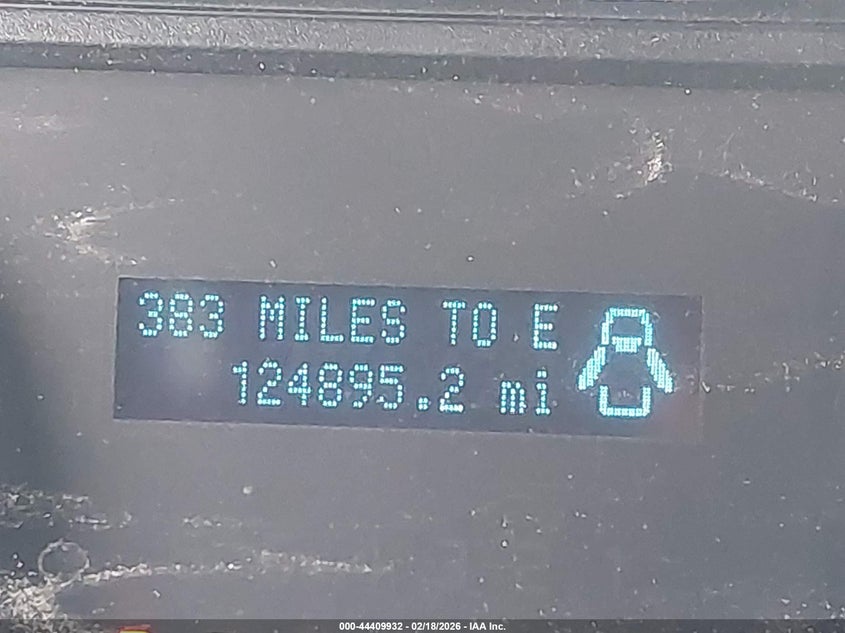 383 MILES TO E
124895.2 mi
000-44409932 - 02/18/2026 - IAA Inc.